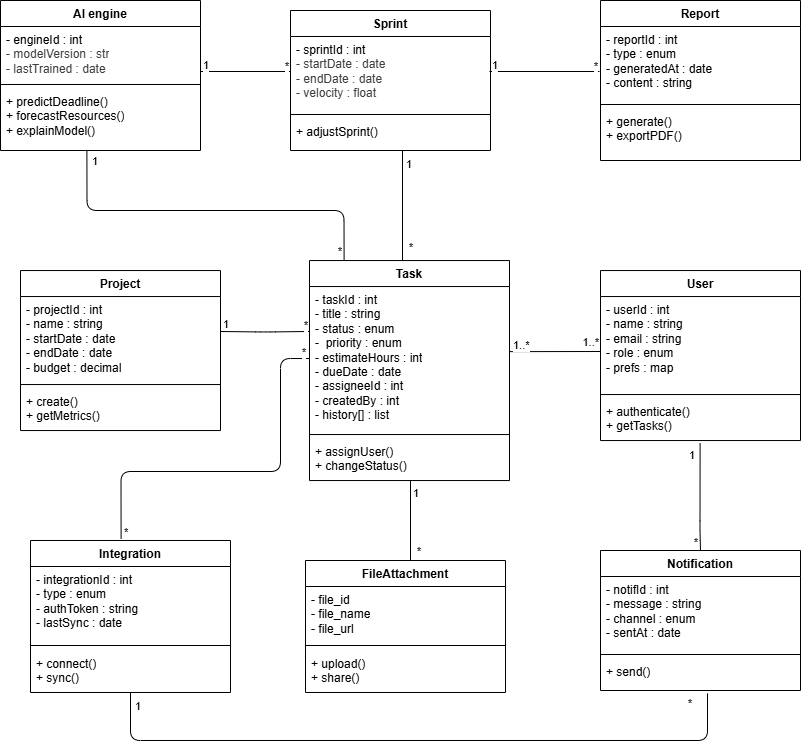 AI engine
- engineId : int
- modelVersion : str
- lastTrained : date
+ predictDeadline()
+ forecastResources()
+ explainModel()
1
*
Sprint
- sprintId : int
- startDate : date
- endDate : date
- velocity : float
+ adjustSprint()
1
*
Report
- reportId : int
- type : enum
- generatedAt : date
- content : string
+ generate()
+ exportPDF()
1
*
1
*
Project
- projectId : int
- name : string
- startDate : date
- endDate : date
- budget : decimal
+ create()
+ getMetrics()
1
*
*
Task
- taskId : int
- title : string
- status : enum
- priority : enum
- estimateHours : int
- dueDate : date
- assigneeId : int
- createdBy : int
- history[] : list
+ assignUser()
+ changeStatus()
1..*
1..*
User
- userId : int
- name : string
- email : string
- role : enum
- prefs : map
+ authenticate()
+ getTasks()
1
*
1
*
*
Integration
- integrationId : int
- type : enum
- authToken : string
- lastSync : date
+ connect()
+ sync()
FileAttachment
- file_id
- file_name
- file_url
+ upload()
+ share()
Notification
- notifId : int
- message : string
- channel : enum
- sentAt : date
+ send()
1
*